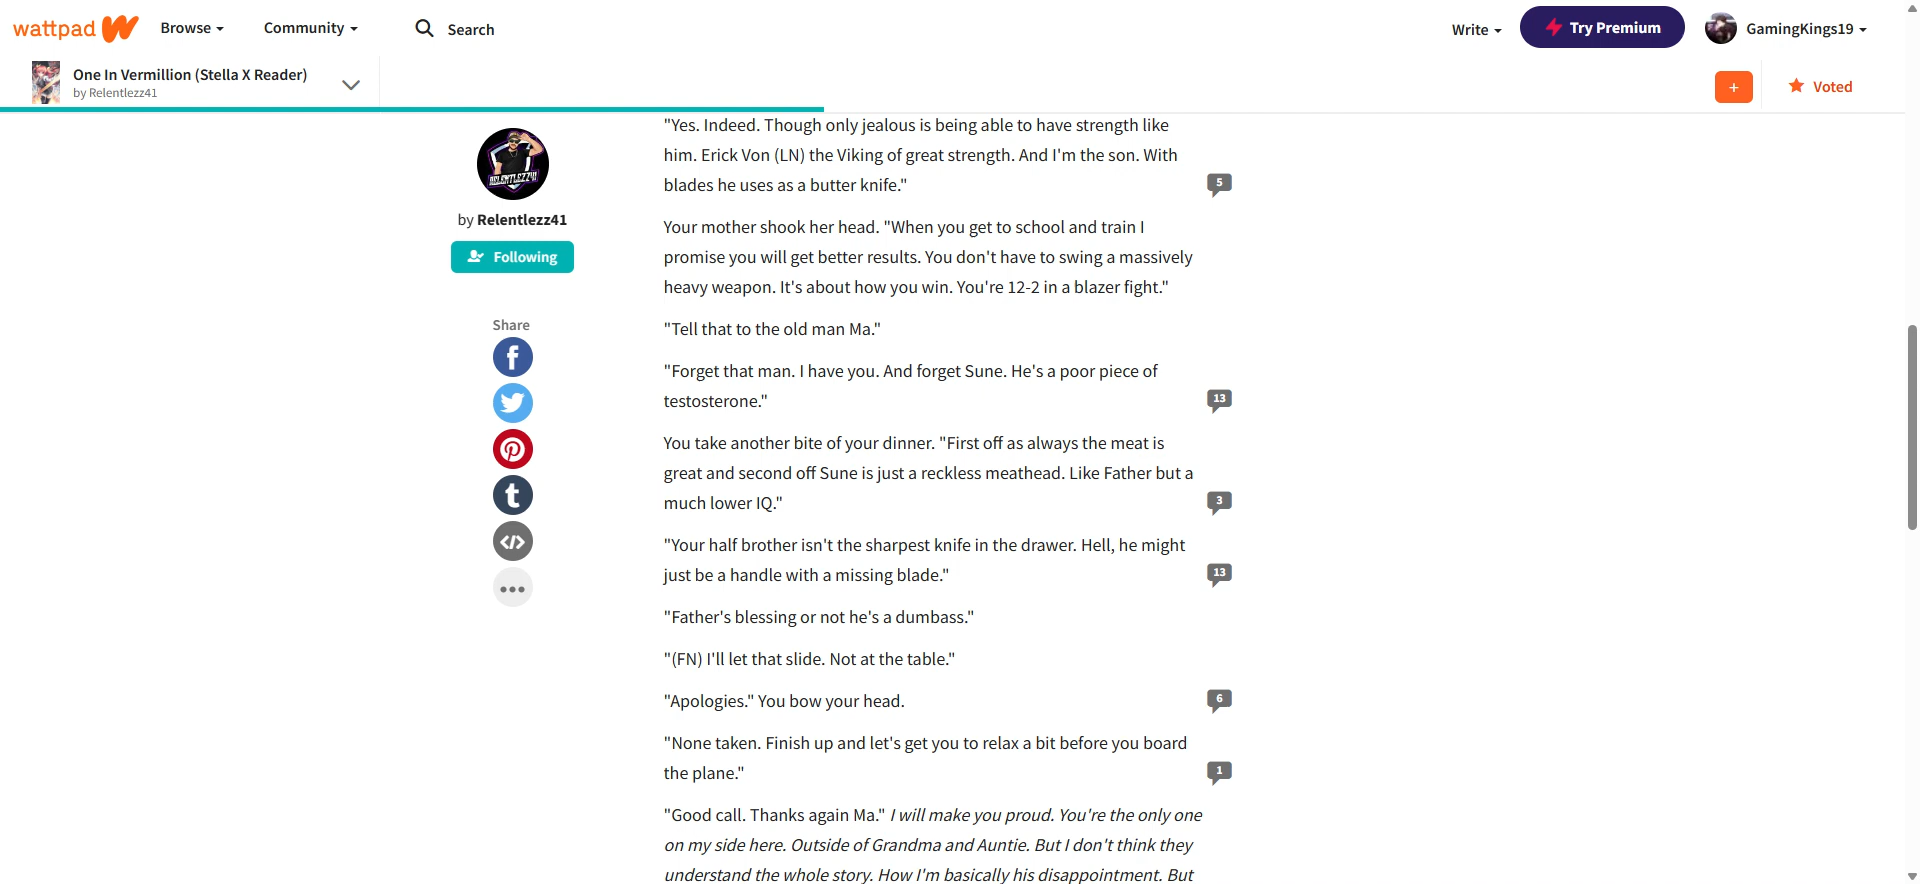 wattpad
Browse
Community
Search
Write
Try Premium
GamingKings19
One In Vermillion (Stella X Reader)
by Relentlezz41
+
Voted
RELENTLEZZ41
by Relentlezz41
Following
Share
"Yes. Indeed. Though only jealous is being able to have strength like
him. Erick Von (LN) the Viking of great strength. And I'm the son. With
blades he uses as a butter knife."
5
Your mother shook her head. "When you get to school and train I
promise you will get better results. You don't have to swing a massively
heavy weapon. It's about how you win. You're 12-2 in a blazer fight."
"Tell that to the old man Ma."
"Forget that man. I have you. And forget Sune. He's a poor piece of
testosterone."
13
You take another bite of your dinner. "First off as always the meat is
great and second off Sune is just a reckless meathead. Like Father but a
much lower IQ."
3
"Your half brother isn't the sharpest knife in the drawer. Hell, he might
just be a handle with a missing blade."
13
"Father's blessing or not he's a dumbass."
"(FN) I'll let that slide. Not at the table."
"Apologies." You bow your head.
6
"None taken. Finish up and let's get you to relax a bit before you board
the plane."
1
"Good call. Thanks again Ma." I will make you proud. You're the only one
on my side here. Outside of Grandma and Auntie. But I don't think they
understand the whole story. How I'm basically his disappointment. But